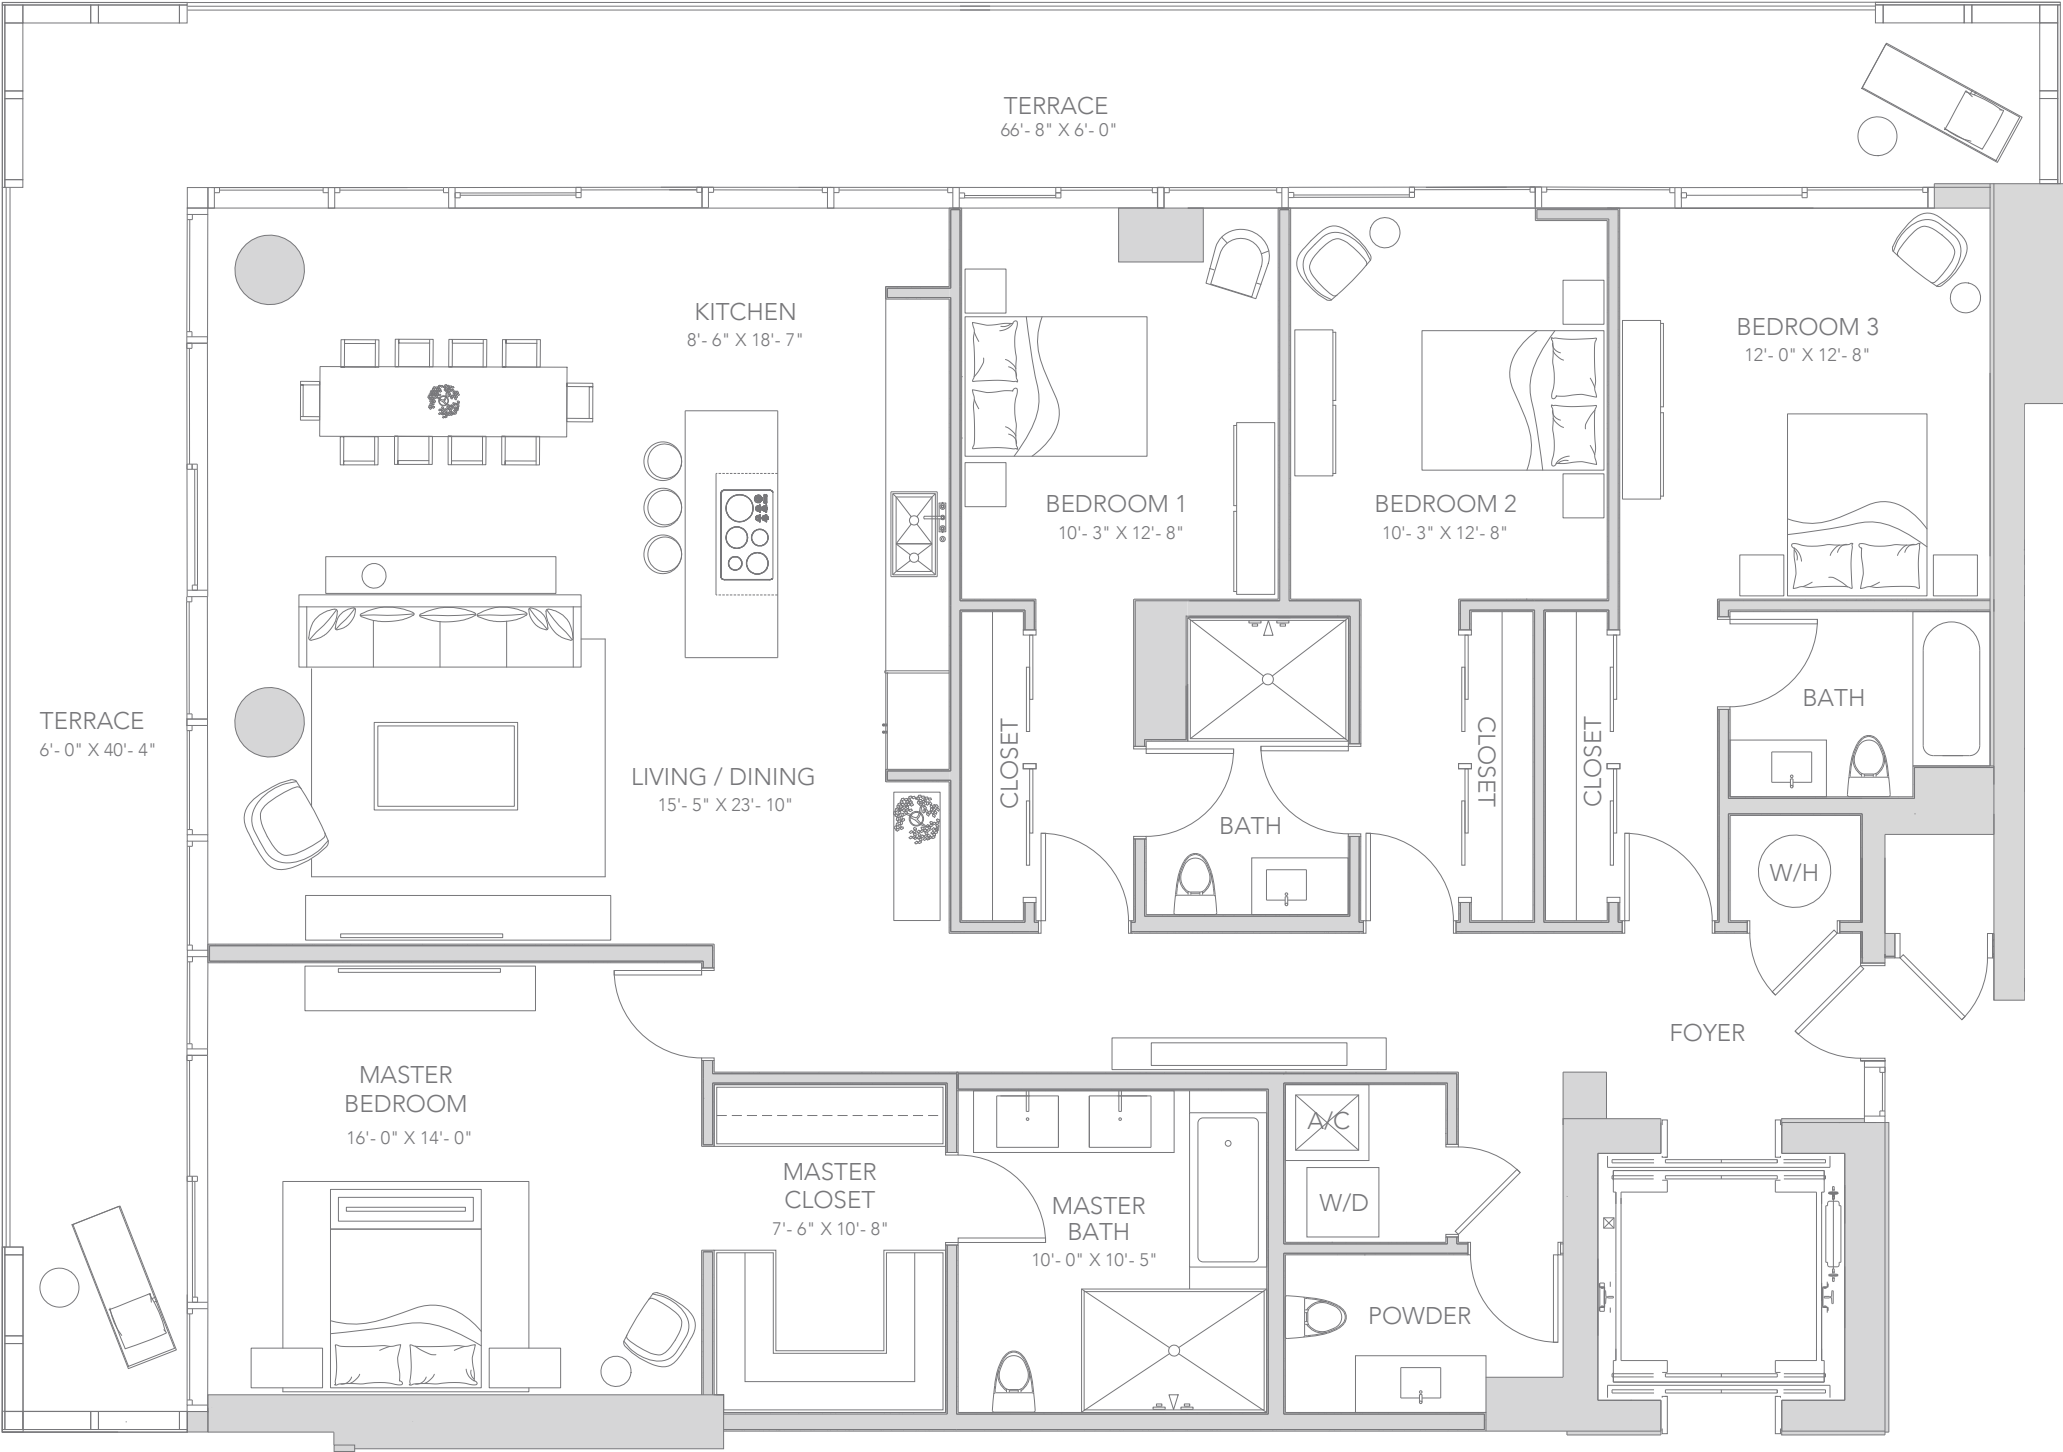 TERRACE
66'- 8" X 6'- 0"
KITCHEN
8'- 6" X 18'- 7"
BEDROOM 3
12'- 0" X 12'- 8"
BEDROOM 1
10'- 3" X 12'- 8"
BEDROOM 2
10'- 3" X 12'- 8"
BATH
TERRACE
6'- 0" X 40'- 4"
LIVING / DINING
15'- 5" X 23'- 10"
CLOSET
CLOSET
CLOSET
BATH
W/H
FOYER
MASTER
BEDROOM
16'- 0" X 14'- 0"
A/C
MASTER
CLOSET
7'- 6" X 10'- 8"
MASTER
BATH
10'- 0" X 10'- 5"
W/D
POWDER